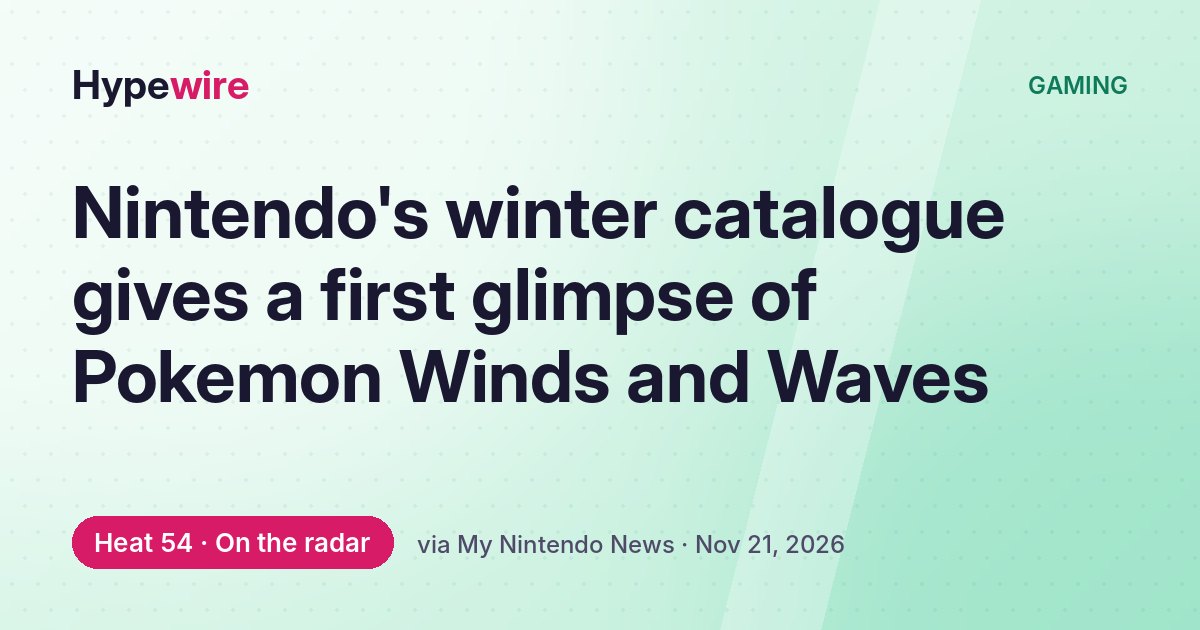 Hypewire
GAMING
Nintendo's winter catalogue
gives a first glimpse of
Pokemon Winds and Waves
Heat 54 · On the radar
via My Nintendo News · Nov 21, 2026